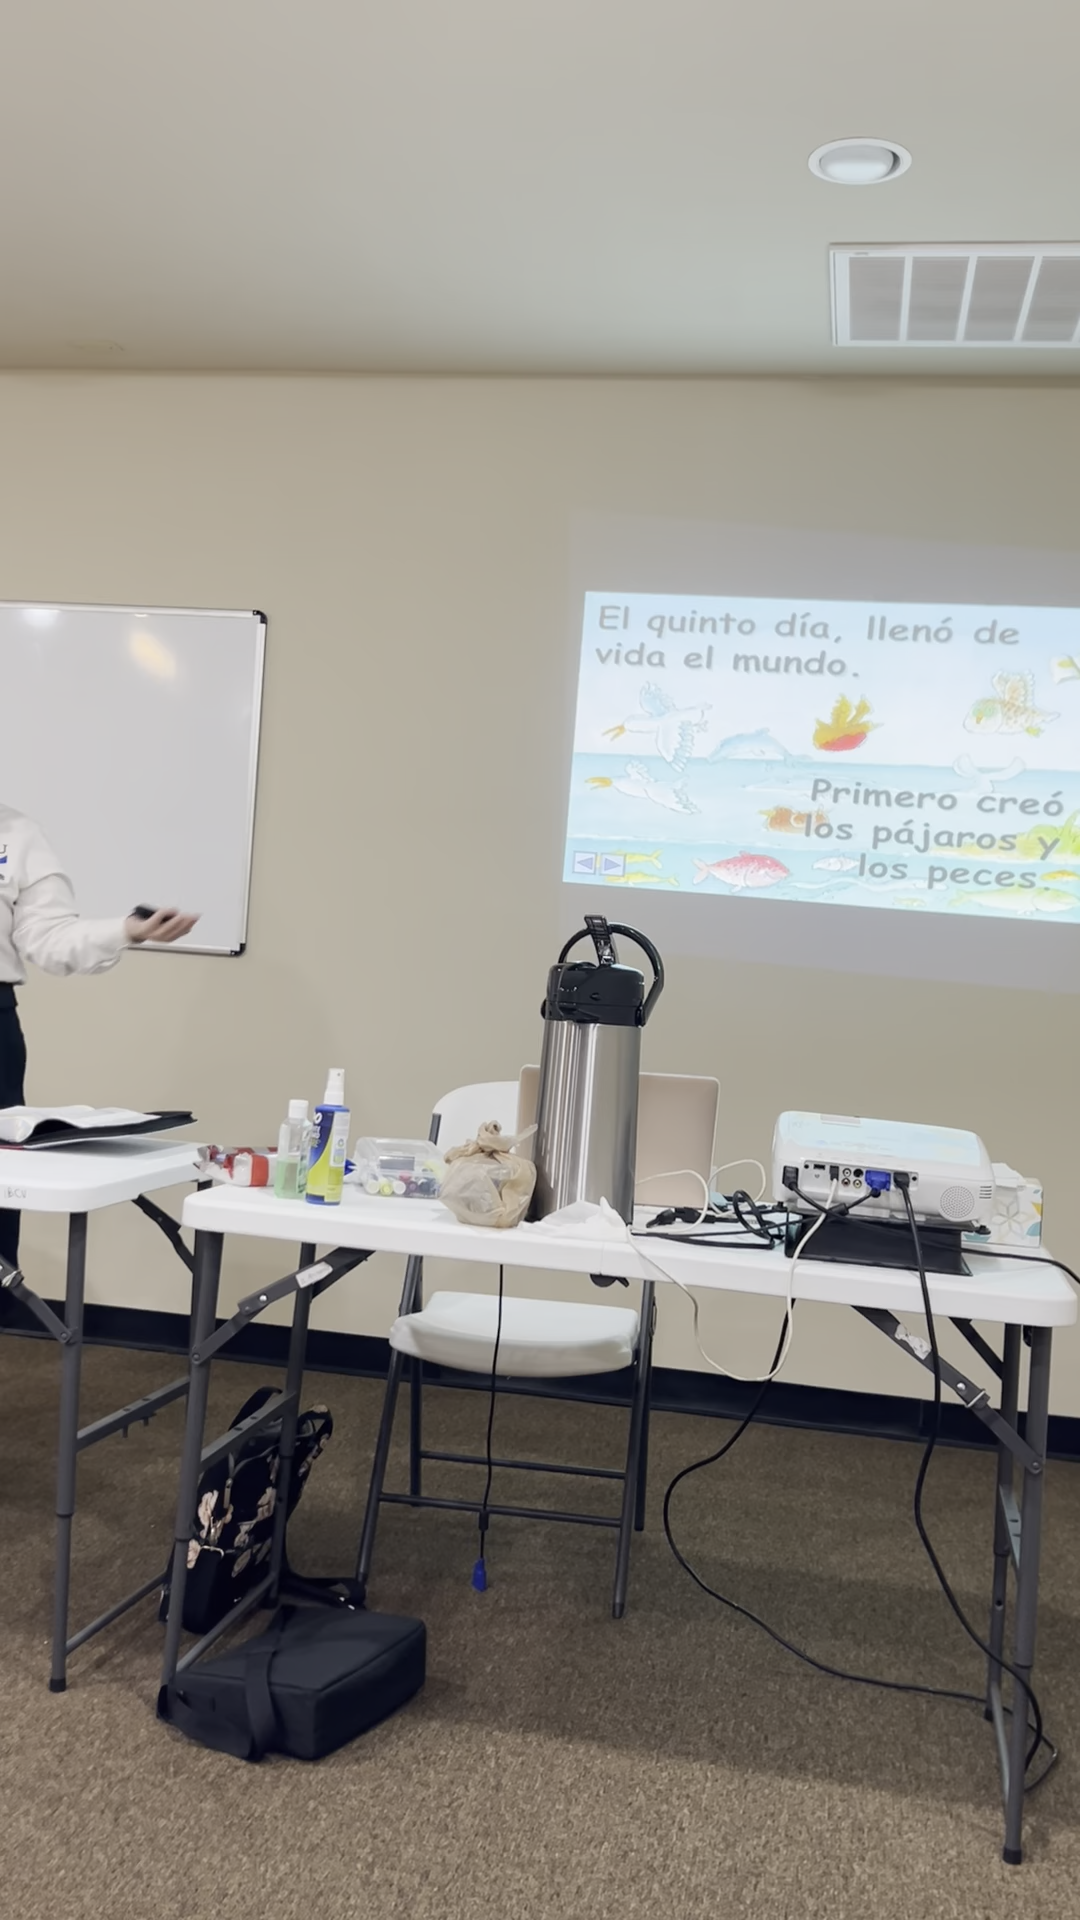 El quinto día, llenó de
vida el mundo.
Primero creó
los pájaros y
los peces.